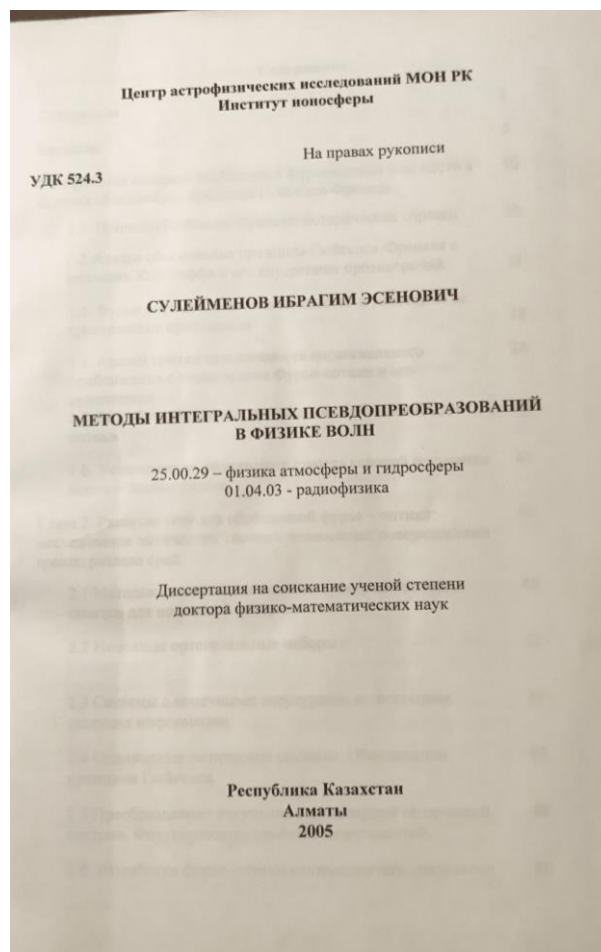 Центр астрофизических исследований МОН РК
Институт ионосферы
На правах рукописи
УДК 524.3
СУЛЕЙМЕНОВ ИБРАГИМ ЭСЕНОВИЧ
МЕТОДЫ ИНТЕГРАЛЬНЫХ ПСЕВДОПРЕОБРАЗОВАНИЙ
В ФИЗИКЕ ВОЛН
25.00.29 – физика атмосферы и гидросферы
01.04.03 - радиофизика
Диссертация на соискание ученой степени
доктора физико-математических наук
Республика Казахстан
Алматы
2005